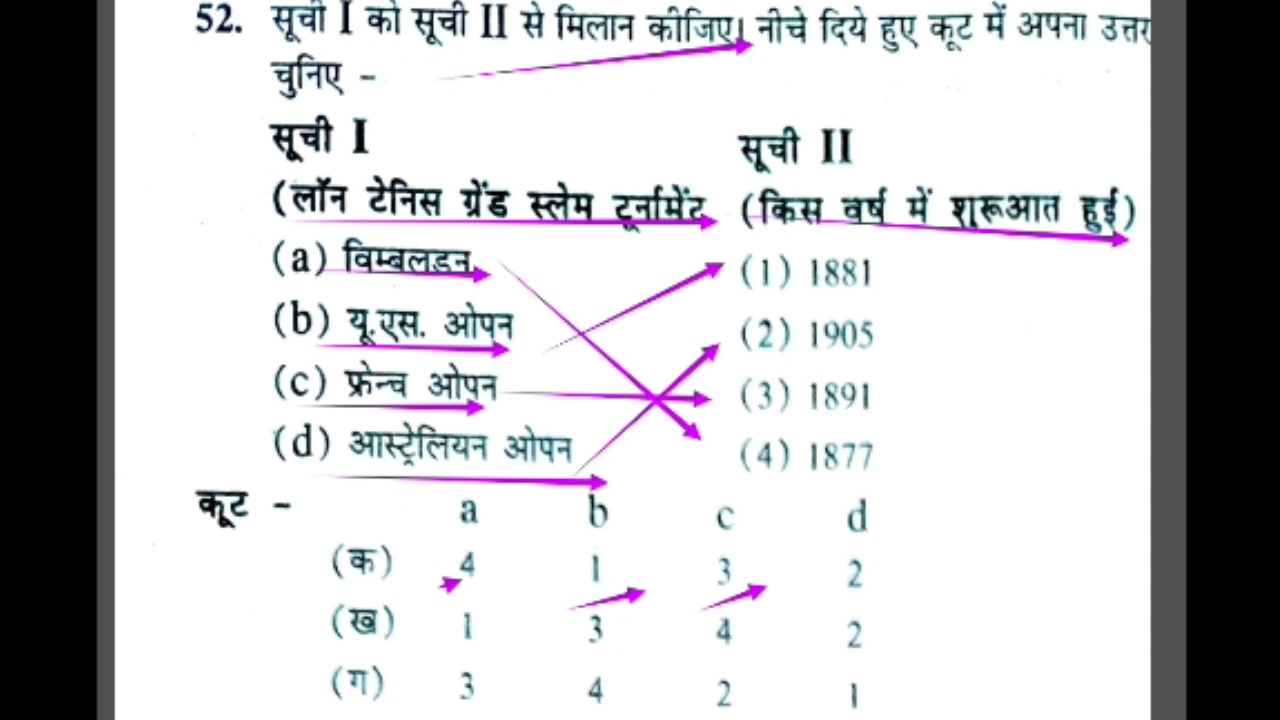 52. सूची I को सूची II से मिलान कीजिए। नीचे दिये हुए कूट में अपना उत्तर
चुनिए -
सूची I सूची II
(लॉन टेनिस ग्रेंड स्लेम टूर्नामेंट (किस वर्ष में शुरूआत हुई)
(a) विम्बलडन (1) 1881
(b) यू.एस. ओपन (2) 1905
(c) फ्रेन्च ओपन (3) 1891
(d) आस्ट्रेलियन ओपन (4) 1877
कूट - a b c d
(क) 4 1 3 2
(ख) 1 3 4 2
(ग) 3 4 2 1